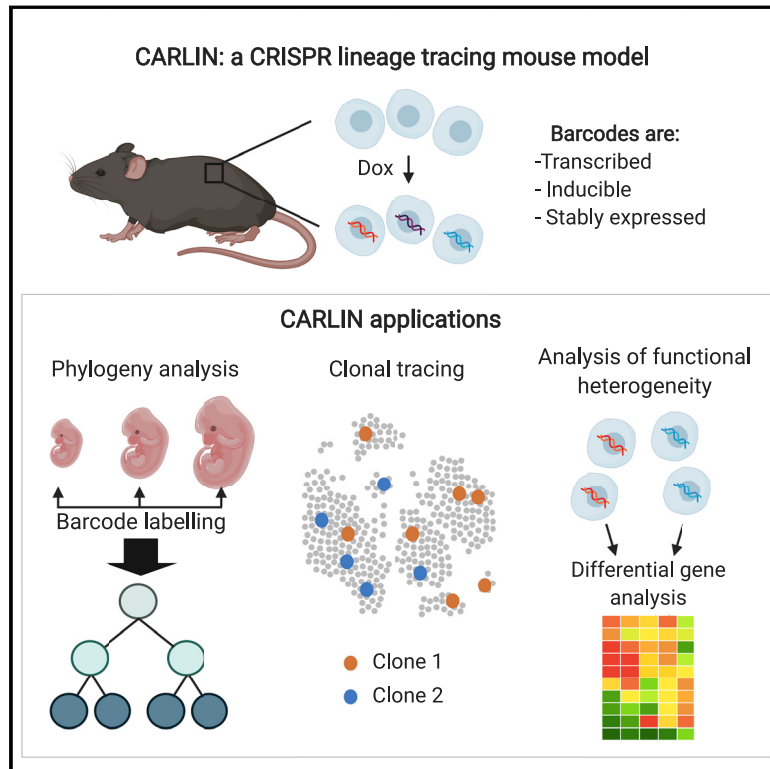 CARLIN: a CRISPR lineage tracing mouse model
Dox
Barcodes are:
-Transcribed
- Inducible
- Stably expressed
CARLIN applications
Phylogeny analysis
Barcode labelling
Clonal tracing
Clone 1
Clone 2
Analysis of functional
heterogeneity
Differential gene
analysis